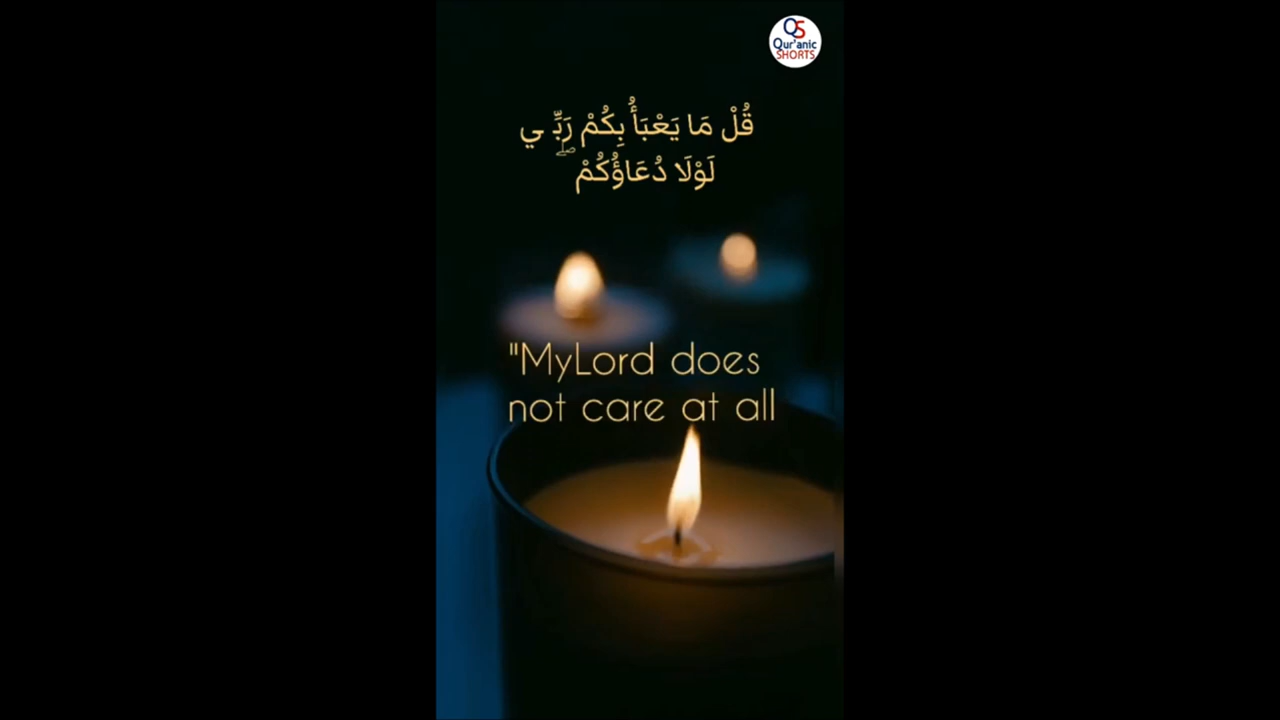 QS
Qur'anic
SHORTS
قُلْ مَا يَعْبَأُ بِكُمْ رَبِّي
لَوْلَا دُعَاؤُكُمْ ۖ
"MyLord does
not care at all